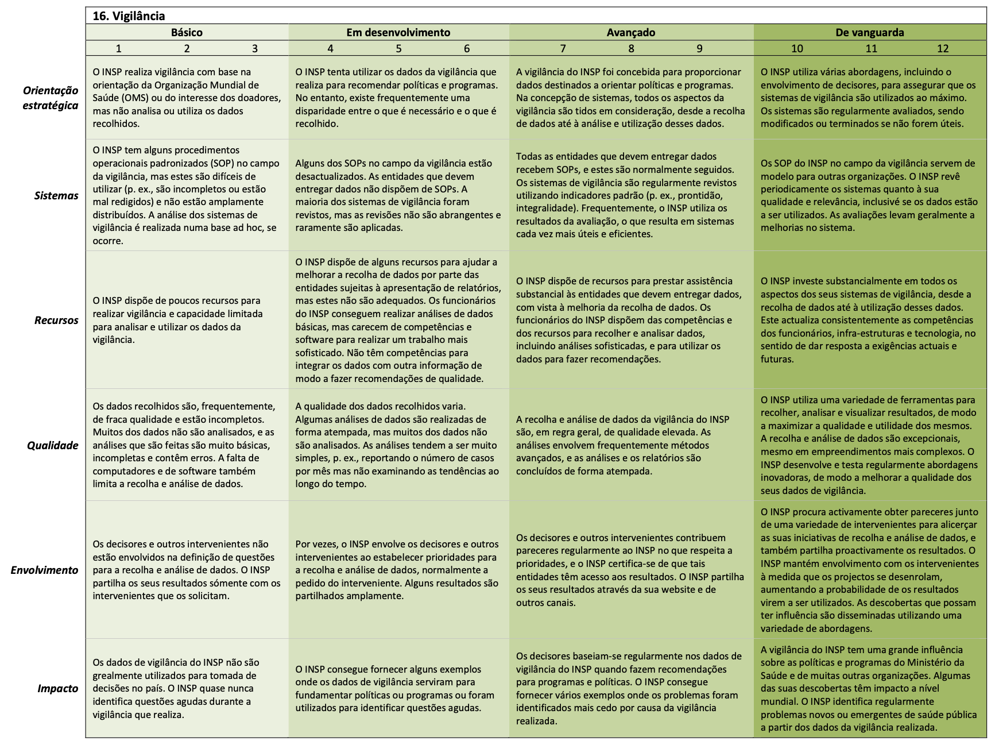 16. Vigilância
Básico
Em desenvolvimento
Avançado
De vanguarda
1 2 3 4 5 6 7 8 9 10 11 12
Orientação
estratégica
O INSP realiza vigilância com base na
orientação da Organização Mundial de
Saúde (OMS) ou do interesse dos doadores,
mas não analisa ou utiliza os dados
recolhidos.
O INSP tenta utilizar os dados da vigilância que
realiza para recomendar políticas e programas.
No entanto, existe frequentemente uma
disparidade entre o que é necessário e o que é
recolhido.
A vigilância do INSP foi concebida para proporcionar
dados destinados a orientar políticas e programas.
Na concepção de sistemas, todos os aspectos da
vigilância são tidos em consideração, desde a recolha
de dados até à análise e utilização desses dados.
O INSP utiliza várias abordagens, incluindo o
envolvimento de decisores, para assegurar que os
sistemas de vigilância são utilizados ao máximo.
Os sistemas são regularmente avaliados, sendo
modificados ou terminados se não forem úteis.
Sistemas
O INSP tem alguns procedimentos
operacionais padronizados (SOP) no campo
da vigilância, mas estes são difíceis de
utilizar (p. ex., são incompletos ou estão
mal redigidos) e não estão amplamente
distribuídos. A análise dos sistemas de
vigilância é realizada numa base ad hoc, se
ocorre.
Alguns dos SOPs no campo da vigilância estão
desactualizados. As entidades que devem
entregar dados não dispõem de SOPs. A
maioria dos sistemas de vigilância foram
revistos, mas as revisões não são abrangentes e
raramente são aplicadas.
Todas as entidades que devem entregar dados
recebem SOPs, e estes são normalmente seguidos.
Os sistemas de vigilância são regularmente revistos
utilizando indicadores padrão (p. ex., prontidão,
integralidade). Frequentemente, o INSP utiliza os
resultados da avaliação, o que resulta em sistemas
cada vez mais úteis e eficientes.
Os SOP do INSP no campo da vigilância servem de
modelo para outras organizações. O INSP revê
periodicamente os sistemas quanto à sua
qualidade e relevância, inclusivé se os dados estão
a ser utilizados. As avaliações levam geralmente a
melhorias no sistema.
Recursos
O INSP dispõe de poucos recursos para
realizar vigilância e capacidade limitada
para analisar e utilizar os dados da
vigilância.
O INSP dispõe de alguns recursos para ajudar a
melhorar a recolha de dados por parte das
entidades sujeitas à apresentação de relatórios,
mas estes não são adequados. Os funcionários
do INSP conseguem realizar análises de dados
básicas, mas carecem de competências e
software para realizar um trabalho mais
sofisticado. Não têm competências para
integrar os dados com outra informação de
modo a fazer recomendações de qualidade.
O INSP dispõe de recursos para prestar assistência
substancial às entidades que devem entregar dados,
com vista à melhoria da recolha de dados. Os
funcionários do INSP dispõem das competências e
dos recursos para recolher e analisar dados,
incluindo análises sofisticadas, e para utilizar os
dados para fazer recomendações.
O INSP investe substancialmente em todos os
aspectos dos seus sistemas de vigilância, desde a
recolha de dados até à utilização desses dados.
Este actualiza consistentemente as competências
dos funcionários, infra-estruturas e tecnologia, no
sentido de dar resposta a exigências actuais e
futuras.
Qualidade
Os dados recolhidos são, frequentemente,
de fraca qualidade e estão incompletos.
Muitos dos dados não são analisados, e as
análises que são feitas são muito básicas,
incompletas e contêm erros. A falta de
computadores e de software também
limita a recolha e análise de dados.
A qualidade dos dados recolhidos varia.
Algumas análises de dados são realizadas de
forma atempada, mas muitos dos dados não
são analisados. As análises tendem a ser muito
simples, p. ex., reportando o número de casos
por mês mas não examinando as tendências ao
longo do tempo.
A recolha e análise de dados da vigilância do INSP
são, em regra geral, de qualidade elevada. As
análises envolvem frequentemente métodos
avançados, e as análises e os relatórios são
concluídos de forma atempada.
O INSP utiliza uma variedade de ferramentas para
recolher, analisar e visualizar resultados, de modo
a maximizar a qualidade e utilidade dos mesmos.
A recolha e análise de dados são excepcionais,
mesmo em empreendimentos mais complexos. O
INSP desenvolve e testa regularmente abordagens
inovadoras, de modo a melhorar a qualidade dos
seus dados de vigilância.
Envolvimento
Os decisores e outros intervenientes não
estão envolvidos na definição de questões
para a recolha e análise de dados. O INSP
partilha os seus resultados sómente com os
intervenientes que os solicitam.
Por vezes, o INSP envolve os decisores e outros
intervenientes ao estabelecer prioridades para
a recolha e análise de dados, normalmente a
pedido do interveniente. Alguns resultados são
partilhados amplamente.
Os decisores e outros intervenientes contribuem
pareceres regularmente ao INSP no que respeita a
prioridades, e o INSP certifica-se de que tais
entidades têm acesso aos resultados. O INSP partilha
os seus resultados através da sua website e de
outros canais.
O INSP procura activamente obter pareceres junto
de uma variedade de intervenientes para alicerçar
as suas iniciativas de recolha e análise de dados, e
também partilha proactivamente os resultados. O
INSP mantém envolvimento com os intervenientes
à medida que os projectos se desenrolam,
aumentando a probabilidade de os resultados
virem a ser utilizados. As descobertas que possam
ter influência são disseminadas utilizando uma
variedade de abordagens.
Impacto
Os dados de vigilância do INSP não são
grealmente utilizados para tomada de
decisões no país. O INSP quase nunca
identifica questões agudas durante a
vigilância que realiza.
O INSP consegue fornecer alguns exemplos
onde os dados de vigilância serviram para
fundamentar políticas ou programas ou foram
utilizados para identificar questões agudas.
Os decisores baseiam-se regularmente nos dados de
vigilância do INSP quando fazem recomendações
para programas e políticas. O INSP consegue
fornecer vários exemplos onde os problemas foram
identificados mais cedo por causa da vigilância
realizada.
A vigilância do INSP tem uma grande influência
sobre as políticas e programas do Ministério da
Saúde e de muitas outras organizações. Algumas
das suas descobertas têm impacto a nível
mundial. O INSP identifica regularmente
problemas novos ou emergentes de saúde pública
a partir dos dados da vigilância realizada.